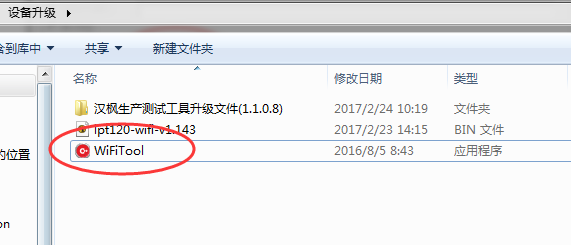 设备升级
含到库中 共享 新建文件夹
名称 修改日期 类型
汉枫生产测试工具升级文件(1.1.0.8) 2017/2/24 10:19 文件夹
lpt120-wifi-v1.143 2017/2/23 14:15 BIN 文件
的位置
WiFiTool 2016/8/5 8:43 应用程序
on